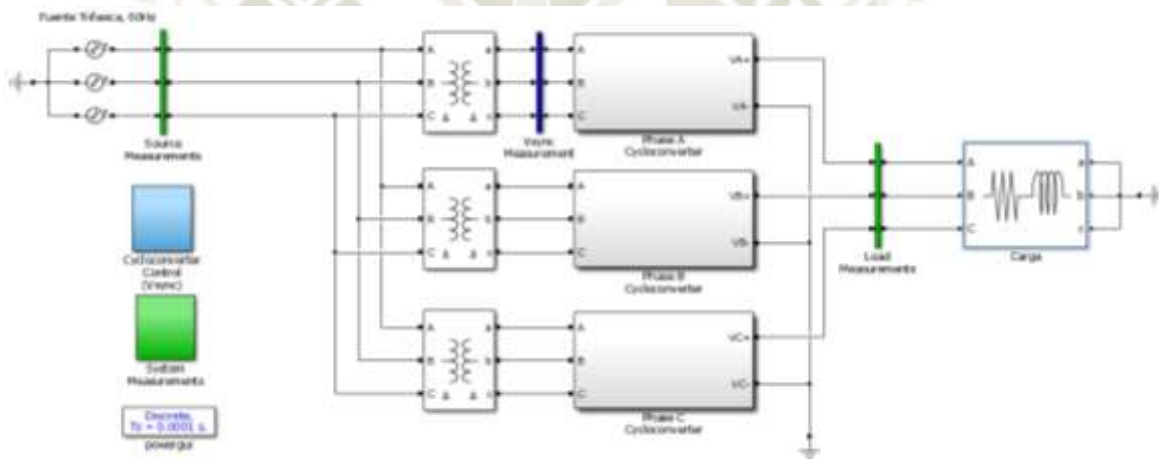 Fuente Trifasica, 60Hz
Source
Measurements
Cycloconverter
Control
(Vsync)
System
Measurements
Discrete,
Ts = 0.0001 s.
powergui
A
B
C
Δ
Δ
a
b
c
Vsync
Measurement
A
B
C
VA+
VA-
Phase A
Cycloconverter
A
B
C
Δ
Δ
a
b
c
A
B
C
VB+
VB-
Phase B
Cycloconverter
A
B
C
Δ
Δ
a
b
c
A
B
C
VC+
VC-
Phase C
Cycloconverter
Load
Measurements
A
B
C
a
b
c
Carga